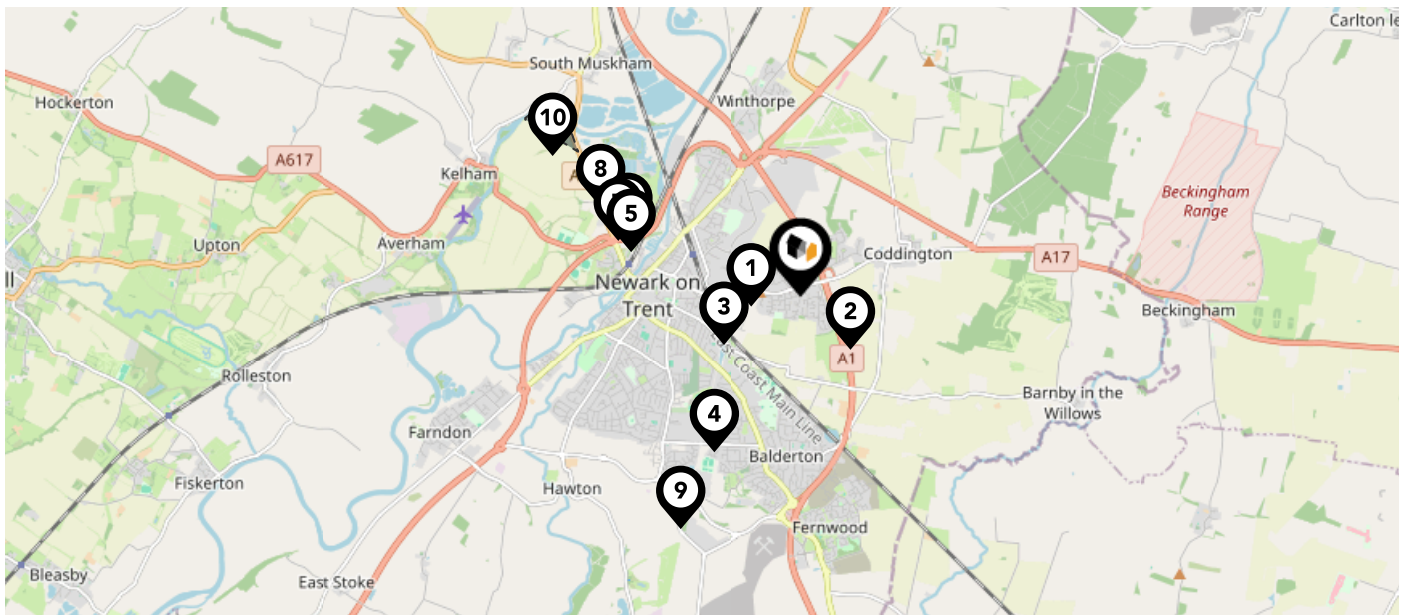 Carlton le
South Muskham
Hockerton
Winthorpe
10
A617
8
Kelham
A
Beckingham
Range
5
Upton
Averham
Coddington
A17
1
Newark on
Trent
3
2
Beckingham
ll
A1
East Coast Main Line
Rolleston
Barnby in the
Willows
4
Farndon
Balderton
Fiskerton
Hawton
9
Fernwood
Bleasby
East Stoke